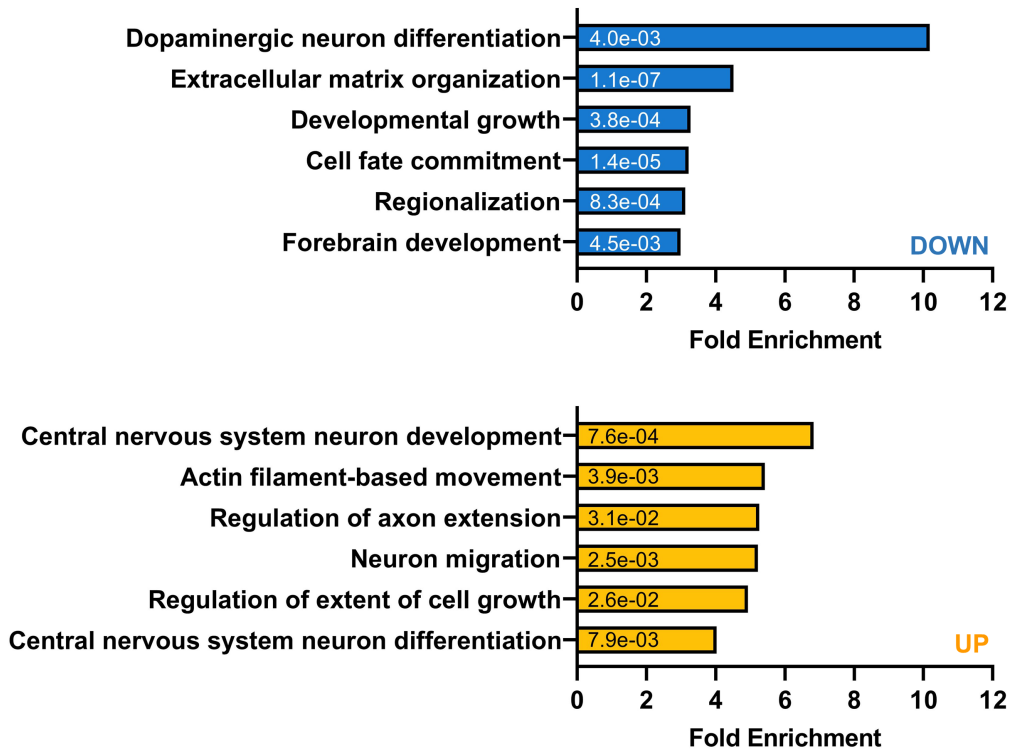 Dopaminergic neuron differentiation 4.0e-03
Extracellular matrix organization 1.1e-07
Developmental growth 3.8e-04
Cell fate commitment 1.4e-05
Regionalization 8.3e-04
Forebrain development 4.5e-03 DOWN
0 2 4 6 8 10 12
Fold Enrichment
Central nervous system neuron development 7.6e-04
Actin filament-based movement 3.9e-03
Regulation of axon extension 3.1e-02
Neuron migration 2.5e-03
Regulation of extent of cell growth 2.6e-02
Central nervous system neuron differentiation 7.9e-03 UP
0 2 4 6 8 10 12
Fold Enrichment